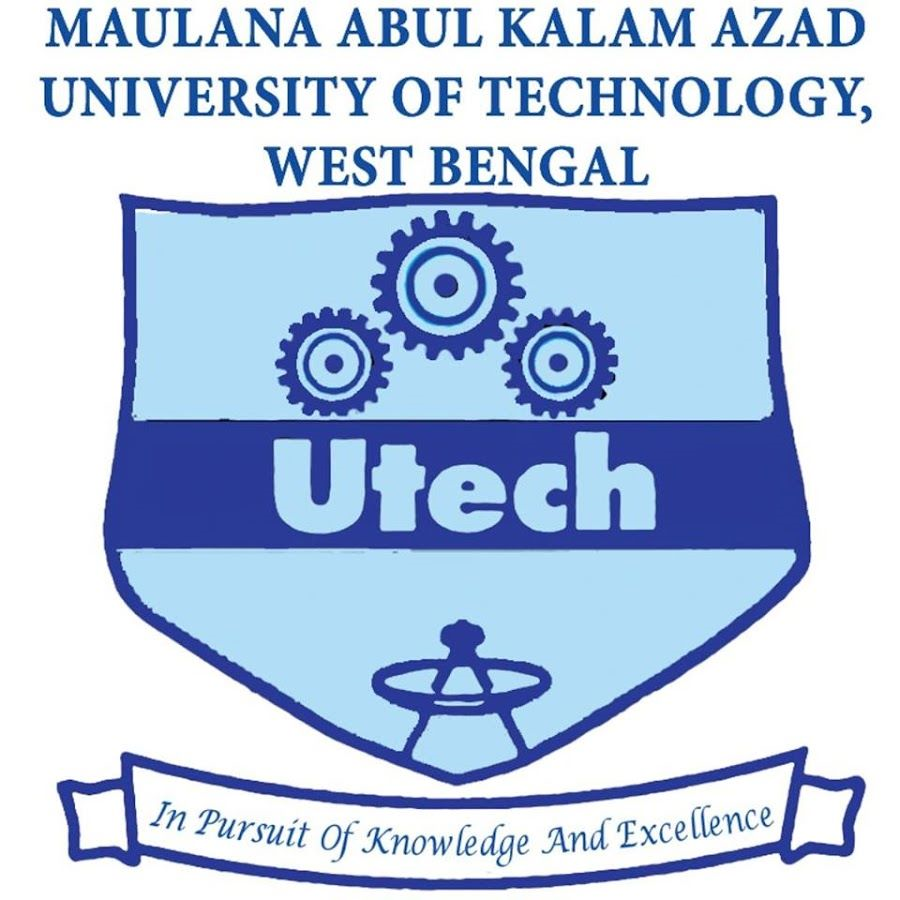 MAULANA ABUL KALAM AZAD
UNIVERSITY OF TECHNOLOGY,
WEST BENGAL
Utech
In Pursuit Of Knowledge And Excellence